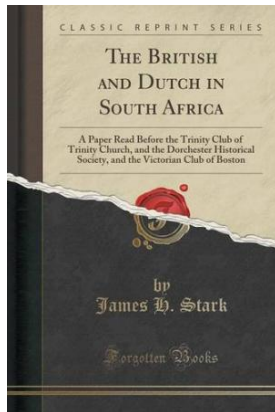 CLASSIC REPRINT SERIES
THE BRITISH
AND DUTCH IN
SOUTH AFRICA
A Paper Read Before the Trinity Club of
Trinity Church, and the Dorchester Historical
Society, and the Victorian Club of Boston
by
James H. Stark
Forgotten Books